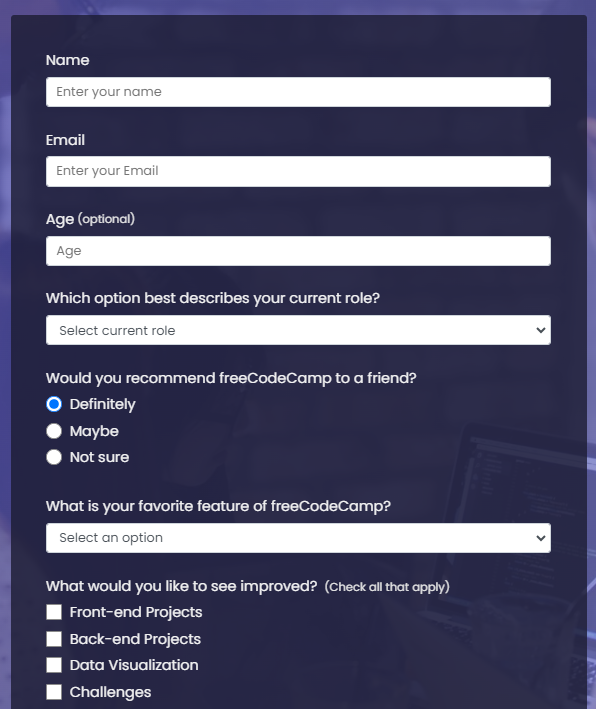 Name
Enter your name
Email
Enter your Email
Age (optional)
Age
Which option best describes your current role?
Select current role
Would you recommend freeCodeCamp to a friend?
Definitely
Maybe
Not sure
What is your favorite feature of freeCodeCamp?
Select an option
What would you like to see improved? (Check all that apply)
Front-end Projects
Back-end Projects
Data Visualization
Challenges